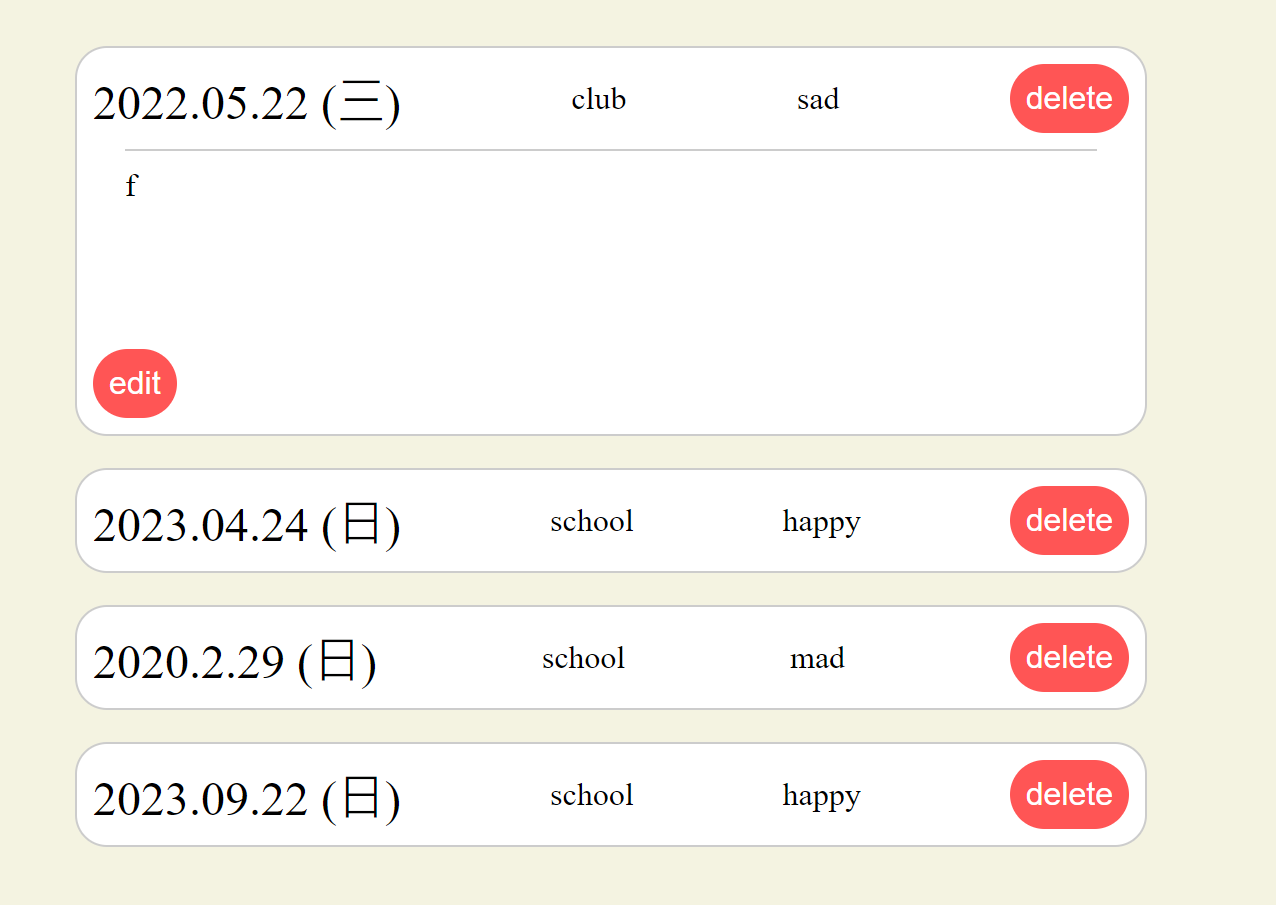 2022.05.22 (三) club sad delete
f
edit
2023.04.24 (日) school happy delete
2020.2.29 (日) school mad delete
2023.09.22 (日) school happy delete